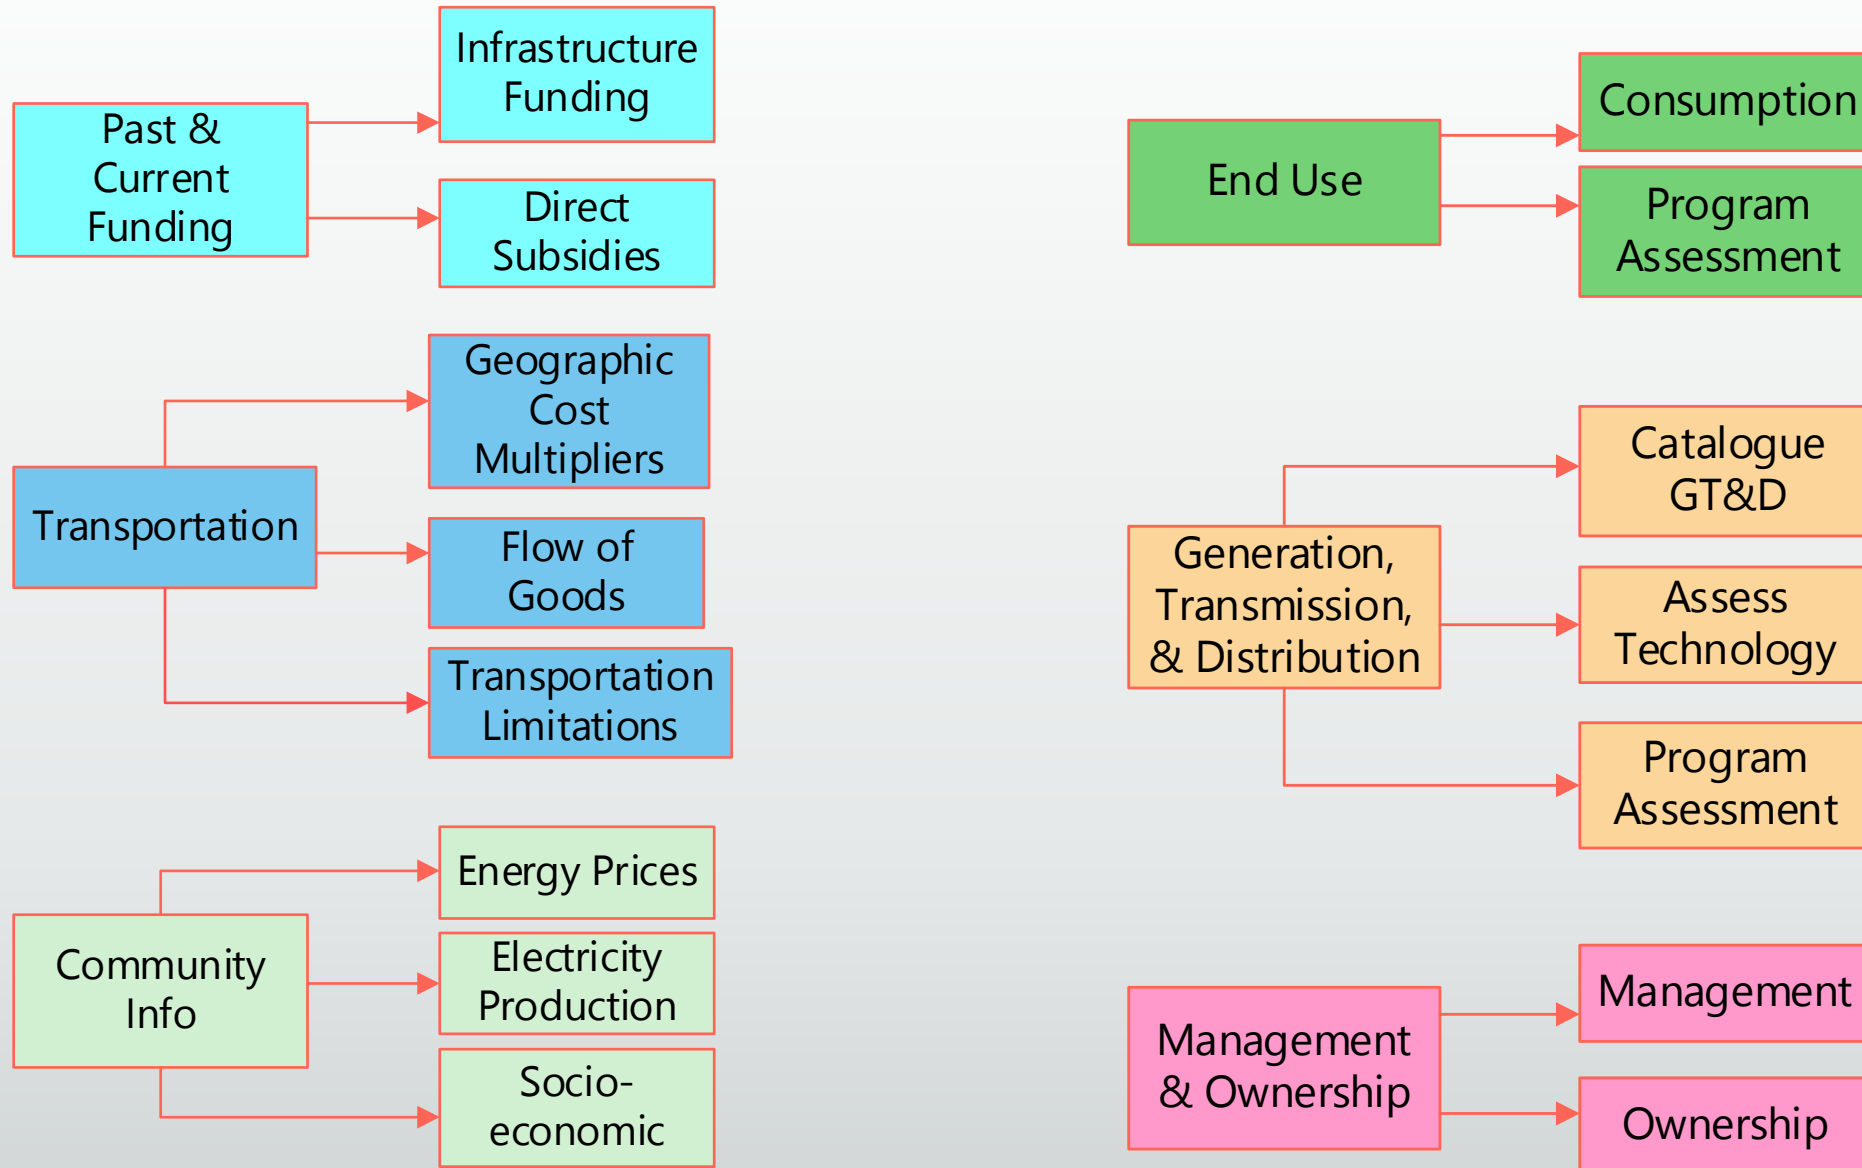 Past &
Current
Funding
Infrastructure
Funding
Direct
Subsidies
Transportation
Geographic
Cost
Multipliers
Flow of
Goods
Transportation
Limitations
Community
Info
Energy Prices
Electricity
Production
Socio-
economic
End Use
Consumption
Program
Assessment
Generation,
Transmission,
& Distribution
Catalogue
GT&D
Assess
Technology
Program
Assessment
Management
& Ownership
Management
Ownership